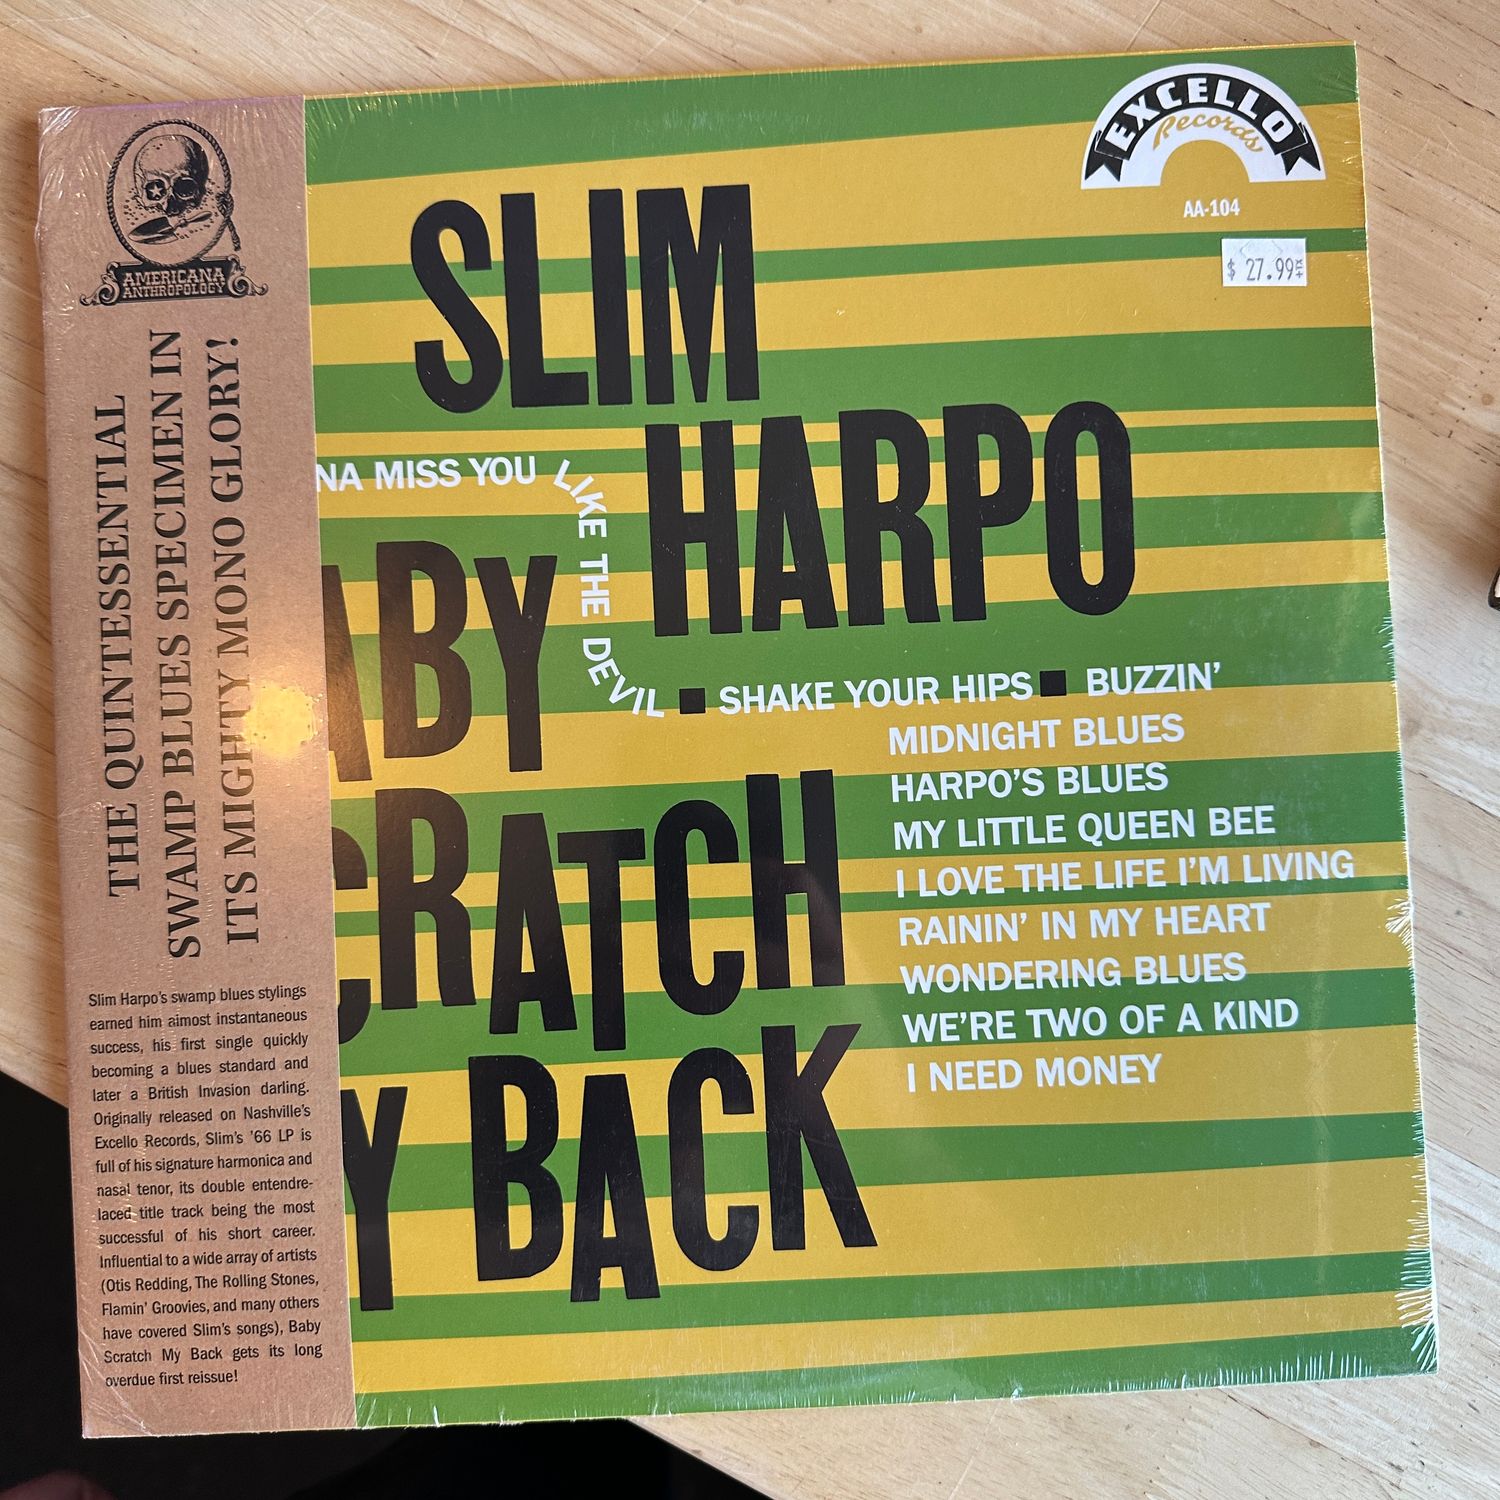 AMERICANA
ANTHROPOLOGY
THE QUINTESSENTIAL
SWAMP BLUES SPECIMEN IN
ITS MIGHTY MONO GLORY!
Slim Harpo's swamp blues stylings
earned him almost instantaneous
success, his first single quickly
becoming a blues standard and
later a British Invasion darling.
Originally released on Nashville's
Excello Records, Slim's '66 LP is
full of his signature harmonica and
nasal tenor, its double entendre-
laced title track being the most
successful of his short career.
Influential to a wide array of artists
(Otis Redding, The Rolling Stones,
Flamin' Groovies, and many others
have covered Slim's songs), Baby
Scratch My Back gets its long
overdue first reissue!
EXCELLO
Records
AA-104
$ 27.99
SLIM
HARPO
NA MISS YOU LIKE THE DEVIL ■ SHAKE YOUR HIPS ■ BUZZIN'
MIDNIGHT BLUES
HARPO'S BLUES
MY LITTLE QUEEN BEE
I LOVE THE LIFE I'M LIVING
RAININ' IN MY HEART
WONDERING BLUES
WE'RE TWO OF A KIND
I NEED MONEY
ABY
CRATCH
Y BACK